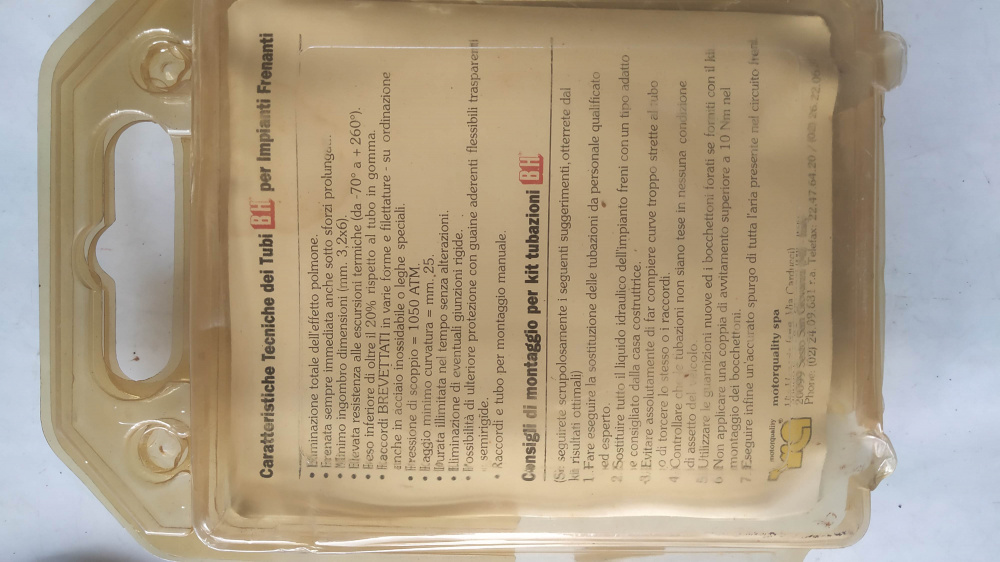 Caratteristiche Tecniche dei Tubi BH per Impianti Frenanti
• Eliminazione totale dell'effetto polmone.
• Frenata sempre immediata anche sotto sforzi
• Minimo ingombro dimensioni (mm. 3,2x6).
• Elevata resistenza alle escursioni termiche (da -70° a + 260°).
• Peso inferiore di oltre il 20% rispetto al tubo in gomma.
• Raccordi BREVETTATI in varie forme e filettature - su ordinazione
anche in acciaio inossidabile o leghe speciali.
• Pressione di scoppio = 1050 ATM.
• Raggio minimo curvatura = mm. 25.
• Durata illimitata nel tempo senza alterazioni.
• Eliminazione di eventuali giunzioni rigide.
• Possibilità di ulteriore protezione con guaine aderenti flessibili trasparenti
e semirigide.
• Raccordi e tubo per montaggio manuale.
Consigli di montaggio per kit tubazioni BH
(Se seguirete scrupolosamente i seguenti suggerimenti, otterrete dal
kit risultati ottimali)
1 Fare eseguire la sostituzione delle tubazioni da personale qualificato
ed esperto.
2 Sostituire tutto il liquido idraulico dell'impianto freni con un tipo adatto
e consigliato dalla casa costruttrice.
3 Evitare assolutamente di far compiere curve troppo strette al tubo
o di torcere lo stesso o i raccordi.
4 Controllare che le tubazioni non siano tese in nessuna condizione
di assetto del veicolo.
5 Utilizzare le guarnizioni nuove ed i bocchettoni forati se forniti con il kit
6 Non applicare una coppia di avvitamento superiore a 10 Nm nel
montaggio dei bocchettoni.
7 Eseguire infine un'accurato spurgo di tutta l'aria presente nel circuito freni.
motorquality
mq
motorquality spa
Via Carducci)
20099 Sesto San Giovanni
Phone (02) 24.09.631 r.a. Telefax: 22.47.64.20 / (02) 26.22.